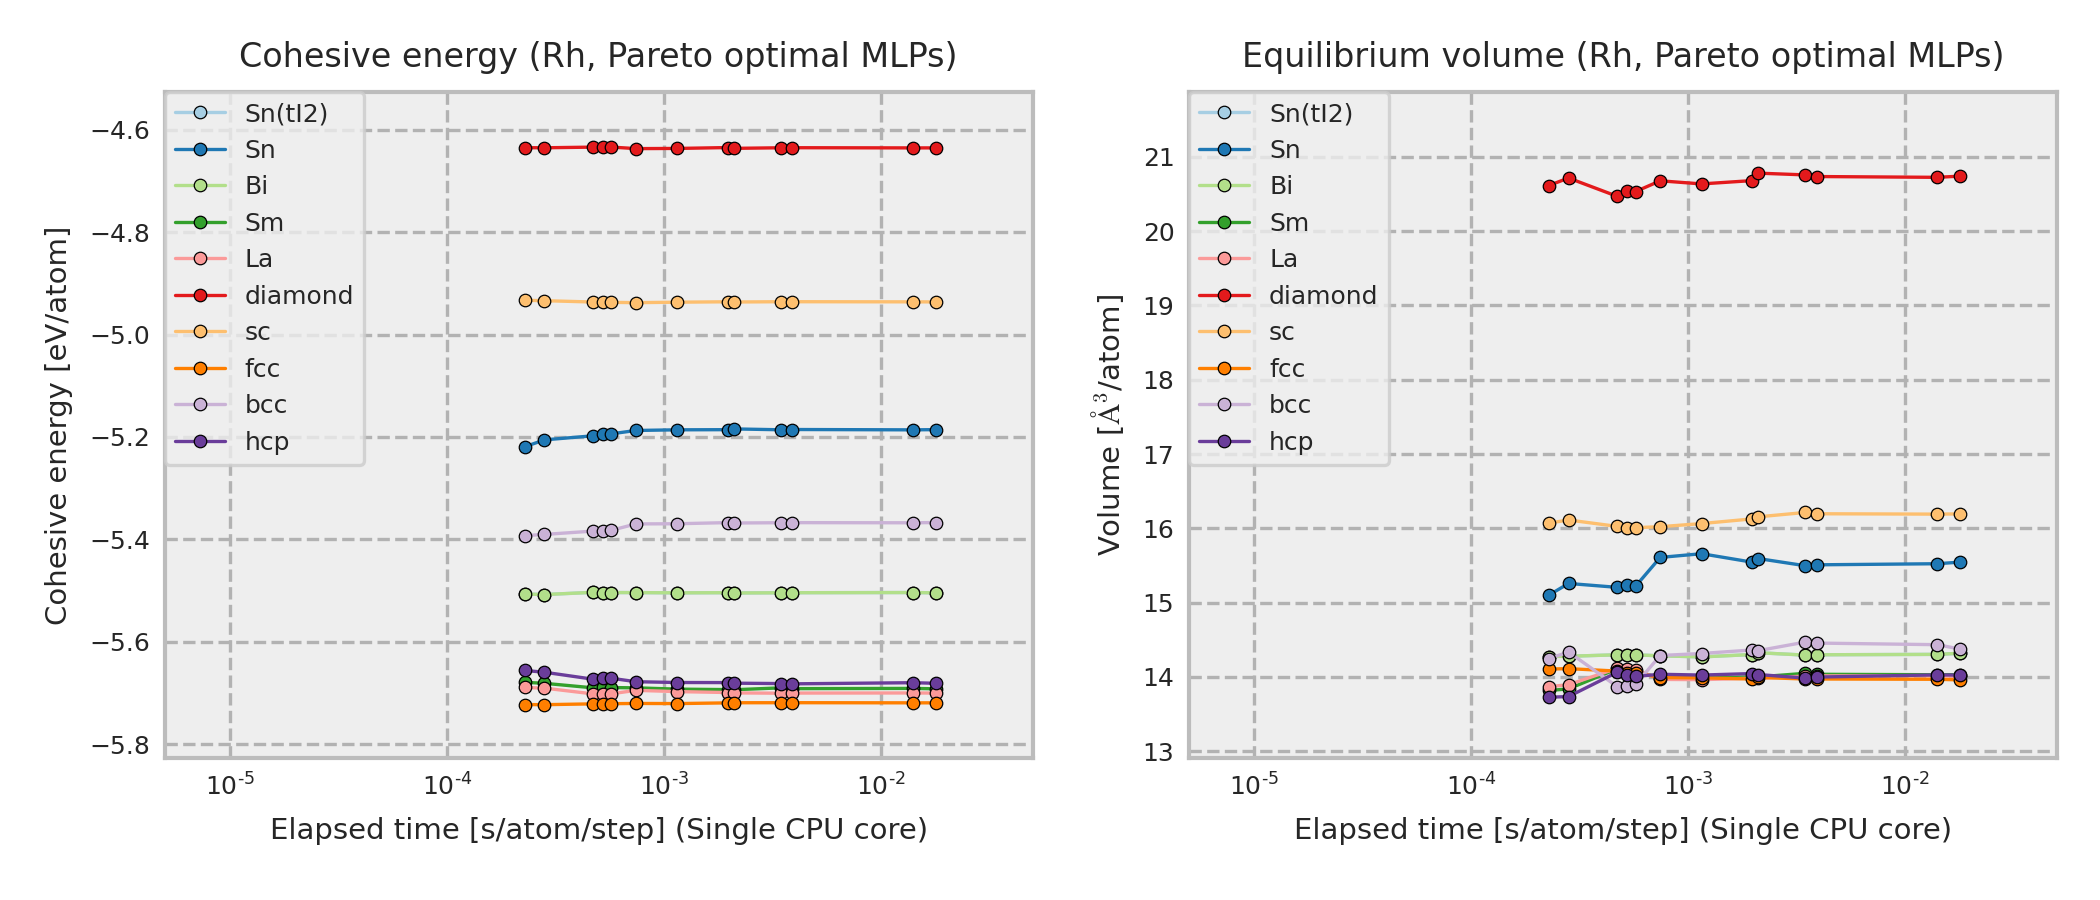 Cohesive energy (Rh, Pareto optimal MLPs)
Cohesive energy [eV/atom]
−4.6
−4.8
−5.0
−5.2
−5.4
−5.6
−5.8
Sn(tI2)
Sn
Bi
Sm
La
diamond
sc
fcc
bcc
hcp
10^-5
10^-4
10^-3
10^-2
Elapsed time [s/atom/step] (Single CPU core)
Equilibrium volume (Rh, Pareto optimal MLPs)
Volume [Å^3/atom]
21
20
19
18
17
16
15
14
13
Sn(tI2)
Sn
Bi
Sm
La
diamond
sc
fcc
bcc
hcp
10^-5
10^-4
10^-3
10^-2
Elapsed time [s/atom/step] (Single CPU core)